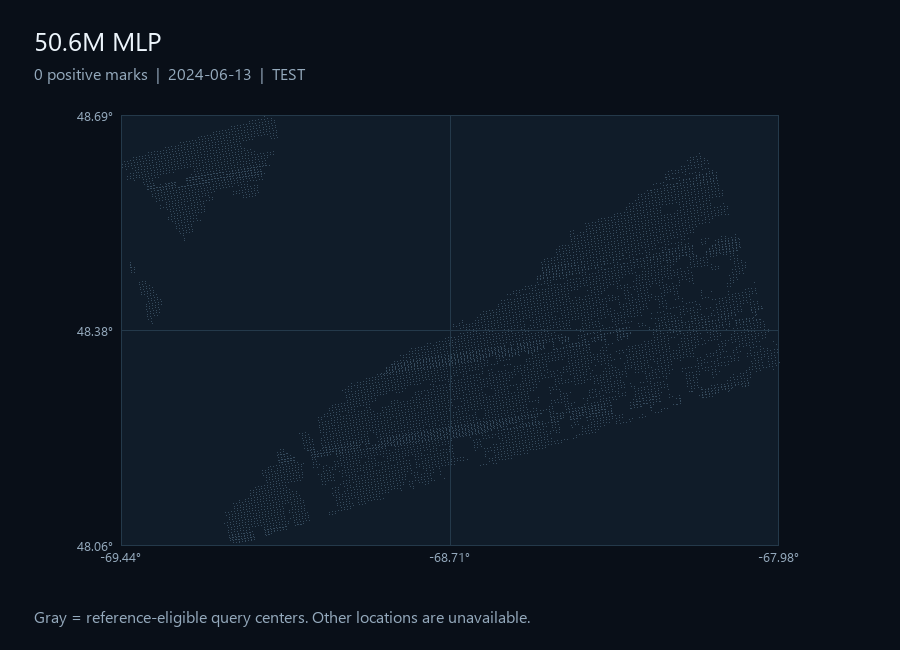 50.6M MLP
0 positive marks | 2024-06-13 | TEST
48.69°
48.38°
48.06°
-69.44°
-68.71°
-67.98°
Gray = reference-eligible query centers. Other locations are unavailable.